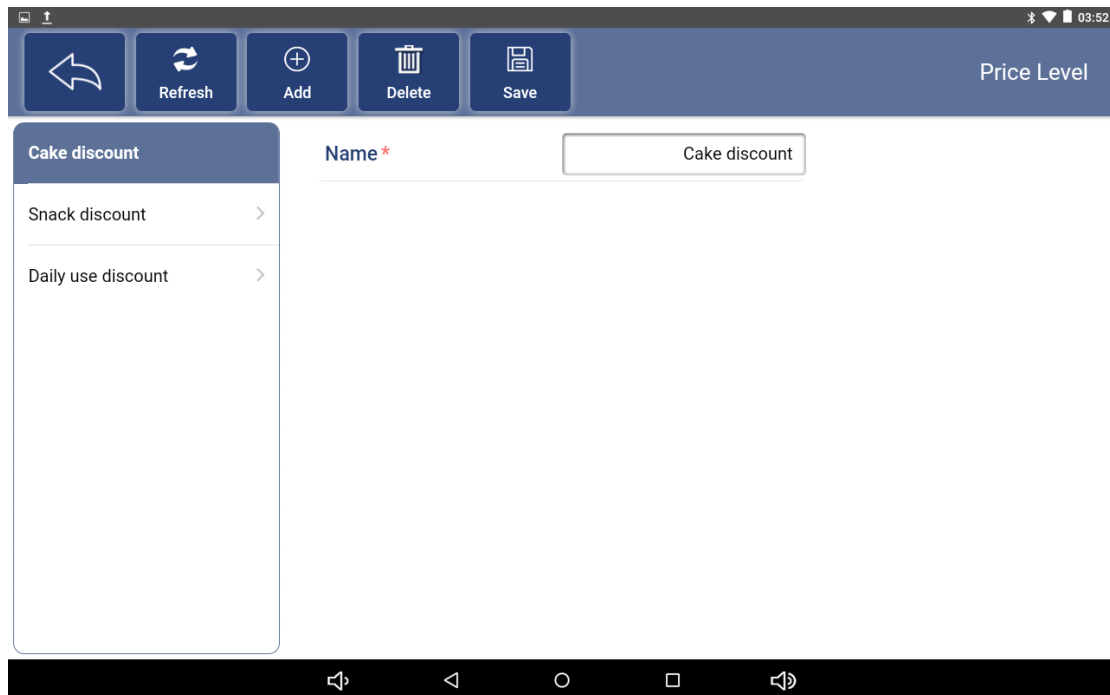 03:52
Refresh
Add
Delete
Save
Price Level
Cake discount
Name *
Cake discount
Snack discount
Daily use discount